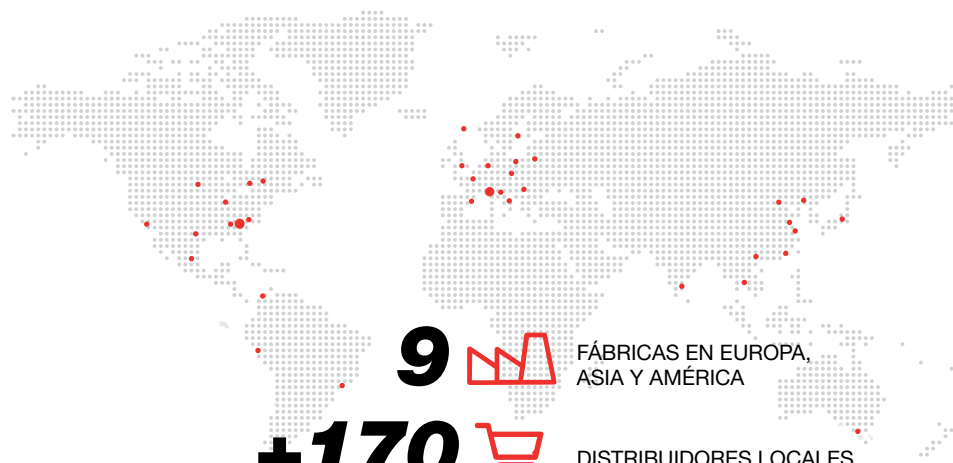 9
FÁBRICAS EN EUROPA,
ASIA Y AMÉRICA
+170
DISTRIBUIDORES LOCALES